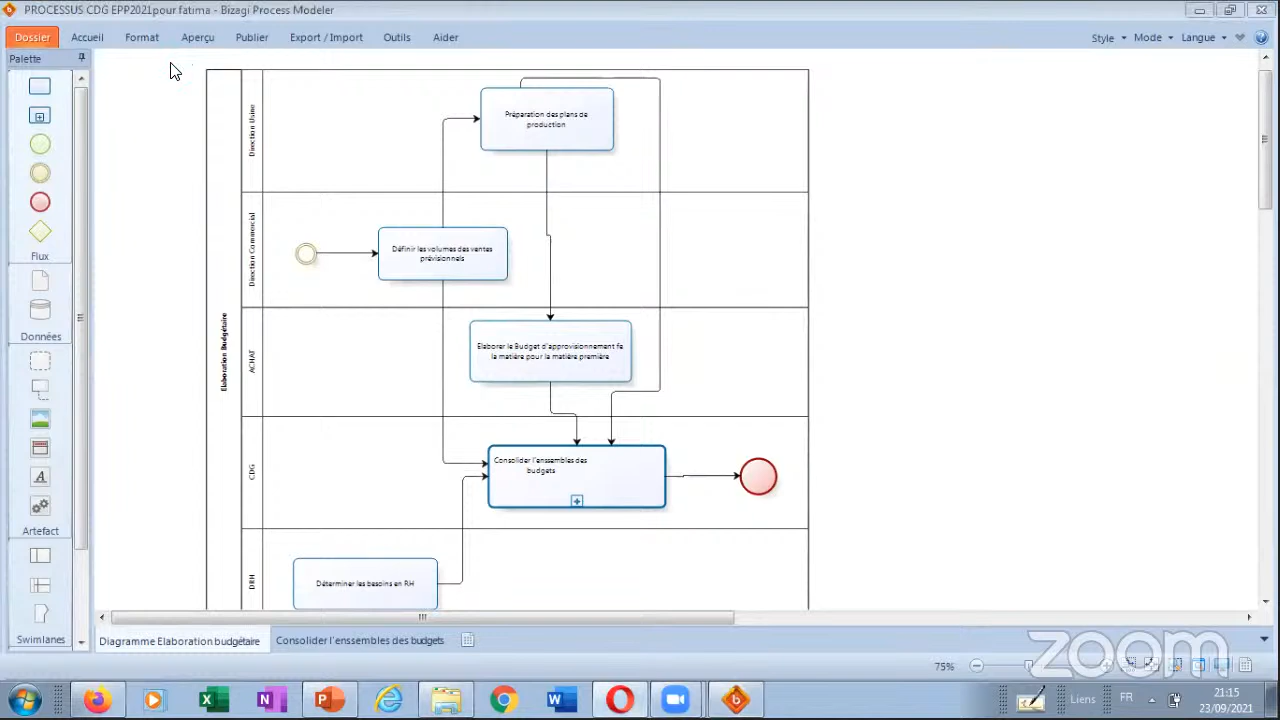 PROCESSUS CDG EPP2021pour fatima - Bizagi Process Modeler
Dossier Accueil Format Aperçu Publier Export / Import Outils Aider Style Mode Langue
Palette
Flux
Données
Artefact
Swimlanes
Elaboration Budgétaire
Direction Usine
Préparation des plans de
production
Direction Commercial
Définir les volumes des ventes
prévisionnels
ACHAT
Elaborer le Budget d'approvisionnement fe
la matière pour la matière première
CDG
Consolider l'enssembles des
budgets
DRH
Déterminer les besoins en RH
Diagramme Elaboration budgétaire Consolider l'enssembles des budgets
75%
zoom
Liens FR 21:15
23/09/2021